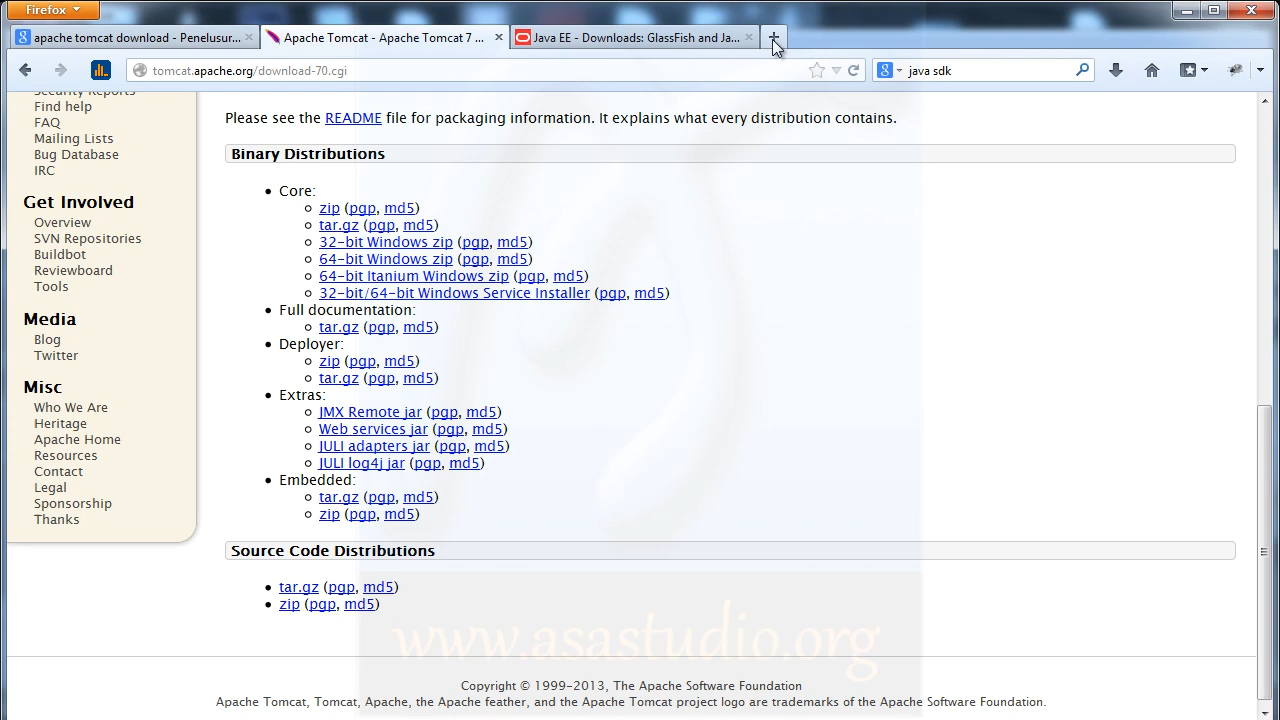 Firefox
apache tomcat download - Penelusur...
Apache Tomcat - Apache Tomcat 7 ...
Java EE - Downloads: GlassFish and Ja...
tomcat.apache.org/download-70.cgi
java sdk
Security Reports
Find help
FAQ
Mailing Lists
Bug Database
IRC
Get Involved
Overview
SVN Repositories
Buildbot
Reviewboard
Tools
Media
Blog
Twitter
Misc
Who We Are
Heritage
Apache Home
Resources
Contact
Legal
Sponsorship
Thanks
Please see the README file for packaging information. It explains what every distribution contains.
Binary Distributions
• Core:
zip (pgp, md5)
tar.gz (pgp, md5)
32-bit Windows zip (pgp, md5)
64-bit Windows zip (pgp, md5)
64-bit Itanium Windows zip (pgp, md5)
32-bit/64-bit Windows Service Installer (pgp, md5)
• Full documentation:
tar.gz (pgp, md5)
• Deployer:
zip (pgp, md5)
tar.gz (pgp, md5)
• Extras:
JMX Remote jar (pgp, md5)
Web services jar (pgp, md5)
JULI adapters jar (pgp, md5)
JULI log4j jar (pgp, md5)
• Embedded:
tar.gz (pgp, md5)
zip (pgp, md5)
Source Code Distributions
• tar.gz (pgp, md5)
• zip (pgp, md5)
www.asastudio.org
Copyright © 1999-2013, The Apache Software Foundation
Apache Tomcat, Tomcat, Apache, the Apache feather, and the Apache Tomcat project logo are trademarks of the Apache Software Foundation.